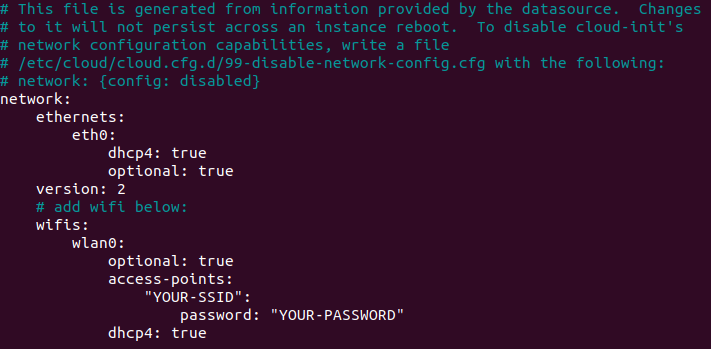 # This file is generated from information provided by the datasource.  Changes
# to it will not persist across an instance reboot.  To disable cloud-init's
# network configuration capabilities, write a file
# /etc/cloud/cloud.cfg.d/99-disable-network-config.cfg with the following:
# network: {config: disabled}
network:
    ethernets:
        eth0:
            dhcp4: true
            optional: true
    version: 2
    # add wifi below:
    wifis:
        wlan0:
            optional: true
            access-points:
                "YOUR-SSID":
                    password: "YOUR-PASSWORD"
            dhcp4: true